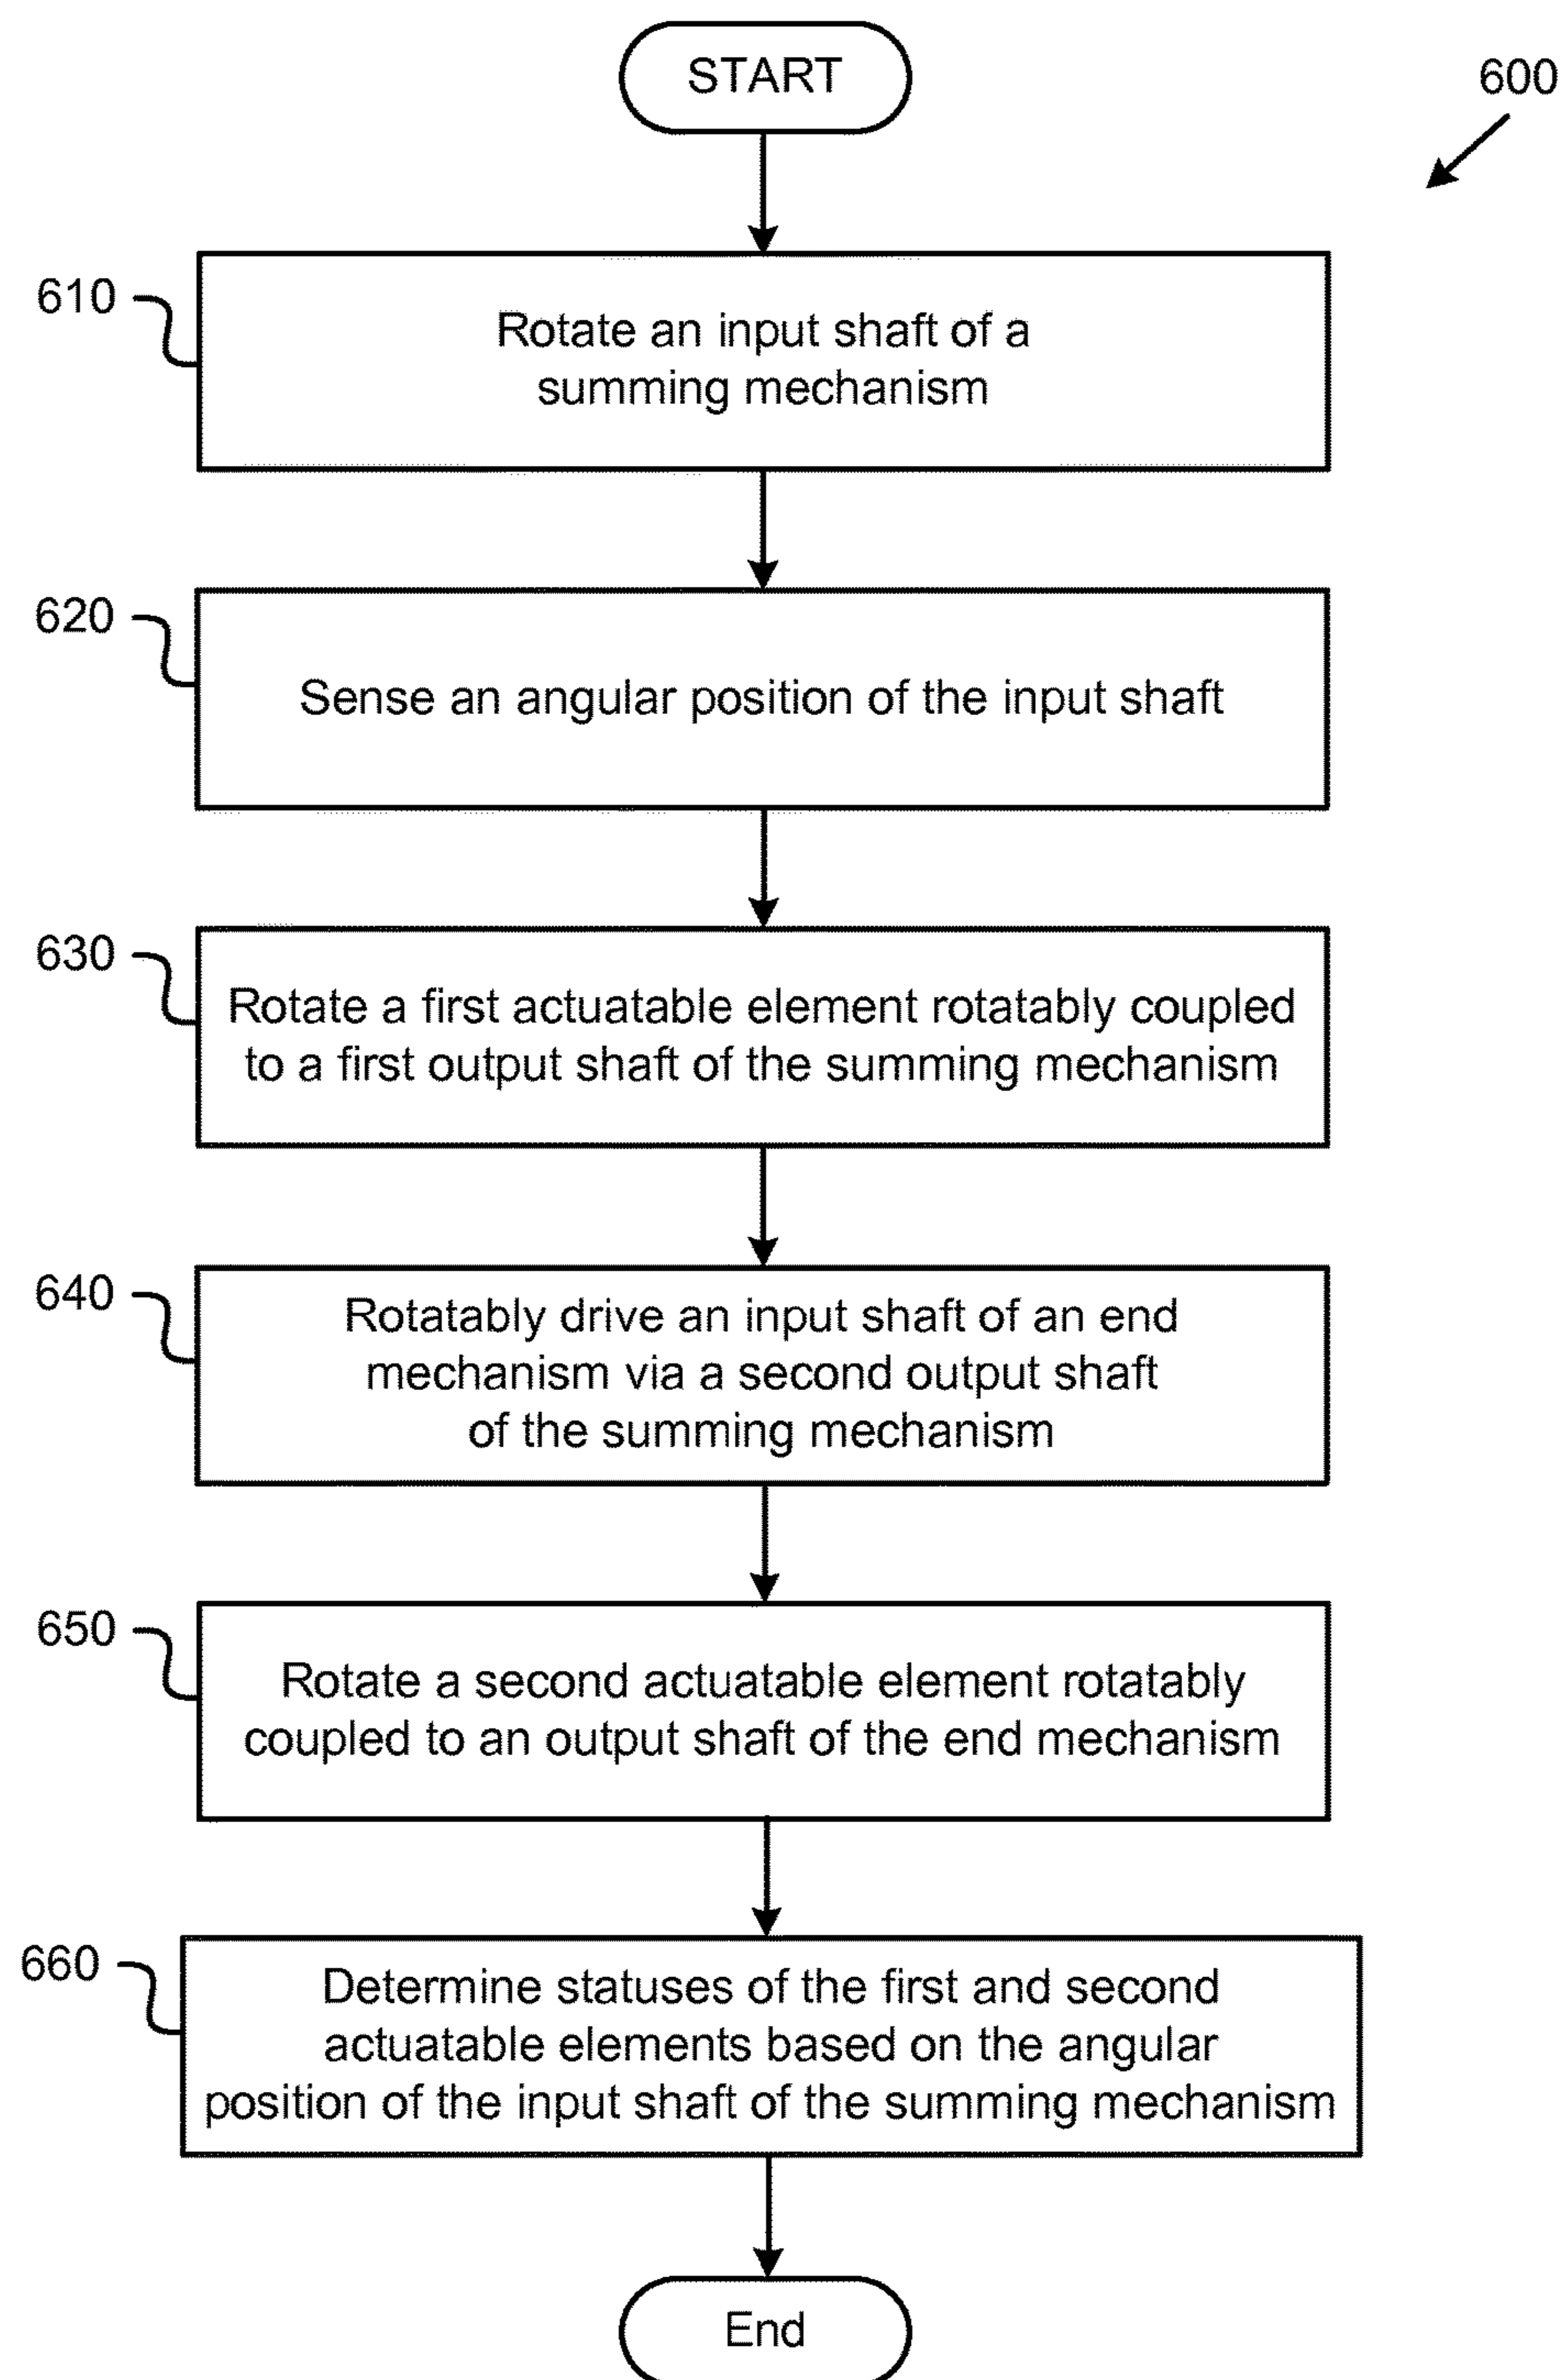 START
600
610
Rotate an input shaft of a
summing mechanism
620
Sense an angular position of the input shaft
630
Rotate a first actuatable element rotatably coupled
to a first output shaft of the summing mechanism
640
Rotatably drive an input shaft of an end
mechanism via a second output shaft
of the summing mechanism
650
Rotate a second actuatable element rotatably
coupled to an output shaft of the end mechanism
660
Determine statuses of the first and second
actuatable elements based on the angular
position of the input shaft of the summing mechanism
End